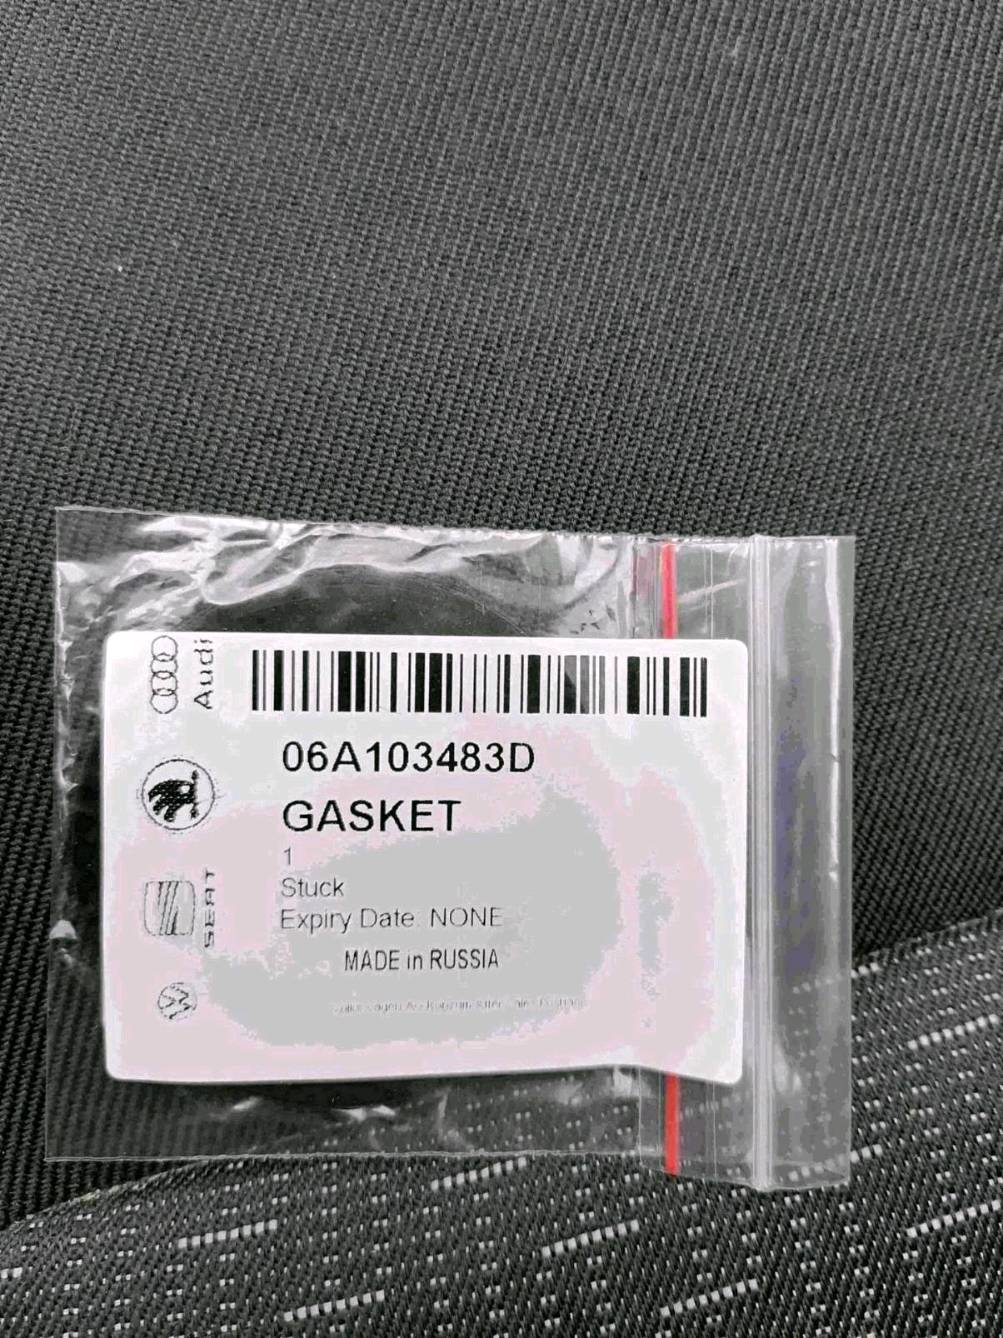 Audi
06A103483D
GASKET
1
Stuck
SEAT
Expiry Date: NONE
MADE in RUSSIA